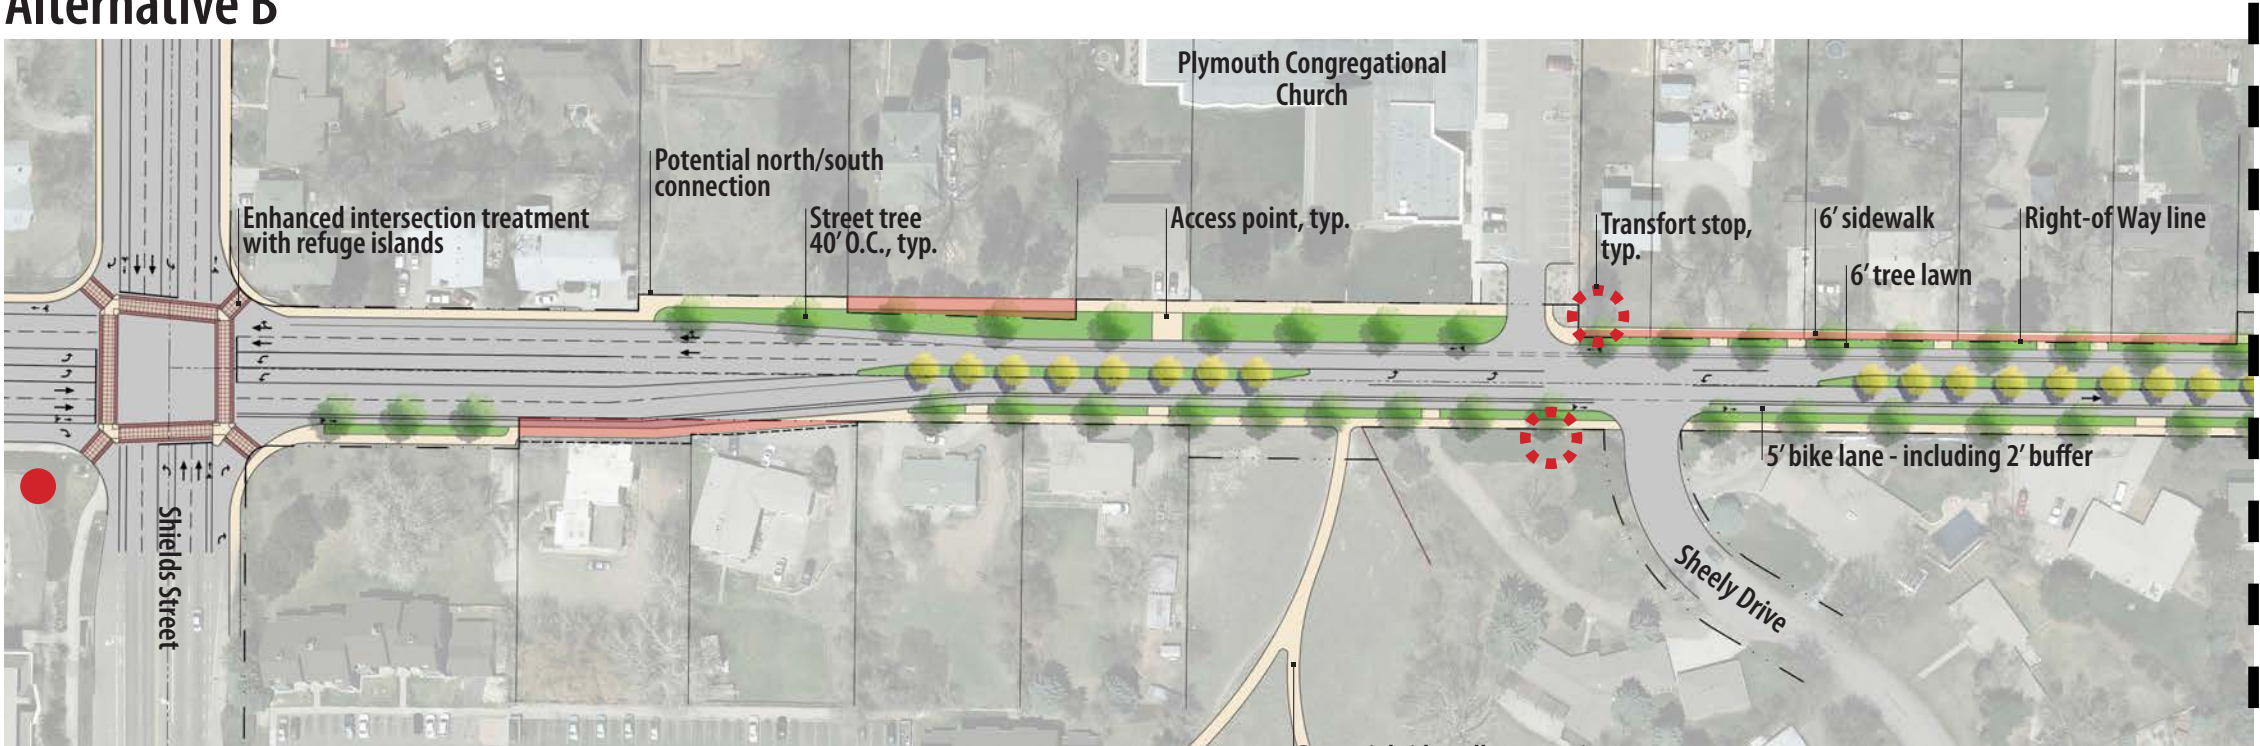 Alternative B
Plymouth Congregational
Church
Potential north/south
connection
Enhanced intersection treatment
with refuge islands
Street tree
40' O.C., typ.
Access point, typ.
Transfort stop,
typ.
6' sidewalk
Right-of Way line
6' tree lawn
5' bike lane - including 2' buffer
Shields Street
Sheely Drive